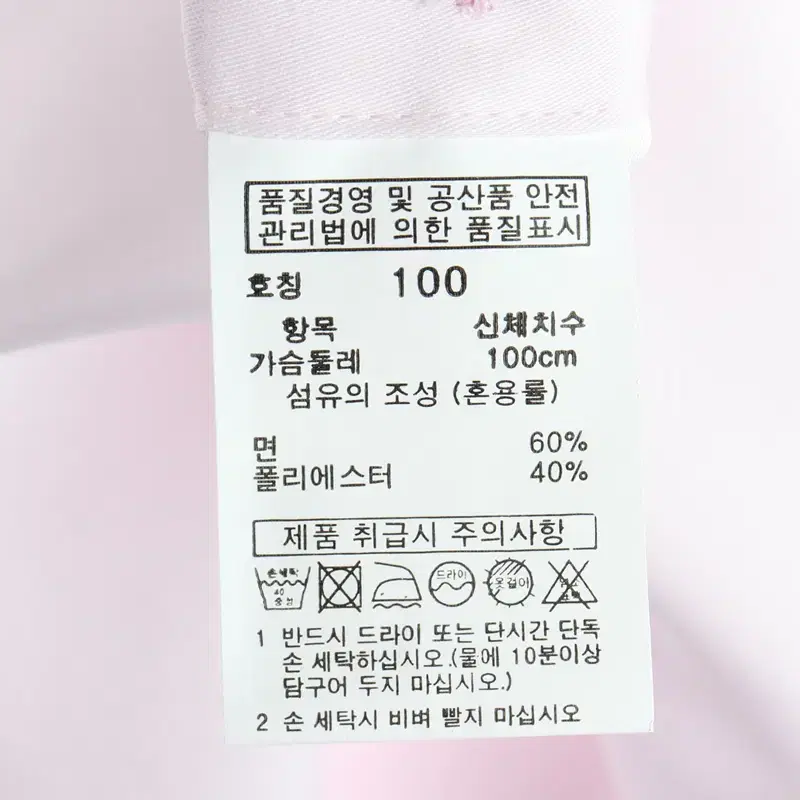 품질경영 및 공산품 안전
관리법에 의한 품질표시
호칭 100
항목 신체치수
가슴둘레 100cm
섬유의 조성 (혼용률)
면 60%
폴리에스터 40%
제품 취급시 주의사항
손세탁 드라이 옷걸이 염소
40 표백
중성
1 반드시 드라이 또는 단시간 단독
손 세탁하십시오.(물에 10분이상
담구어 두지 마십시오.)
2 손 세탁시 비벼 빨지 마십시오